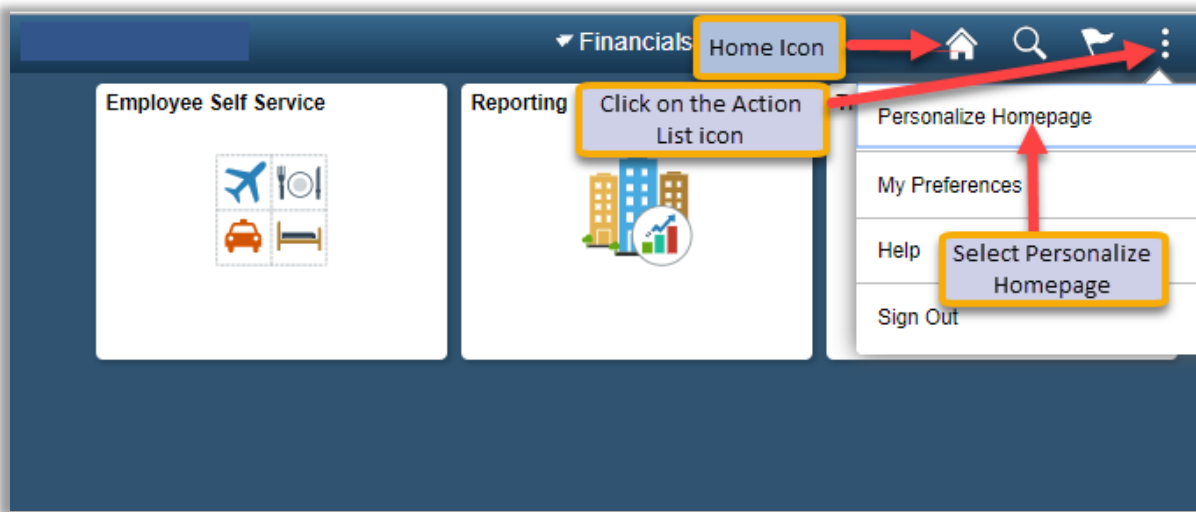 Financials
Home Icon
Employee Self Service
Reporting
Click on the Action
List icon
Personalize Homepage
My Preferences
Help
Select Personalize
Homepage
Sign Out